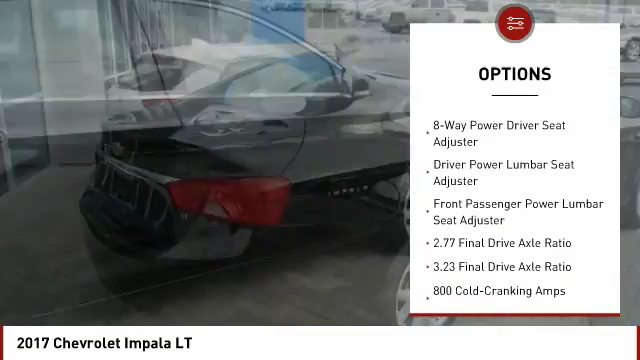 OPTIONS
8-Way Power Driver Seat
Adjuster
Driver Power Lumbar Seat
Adjuster
Front Passenger Power Lumbar
Seat Adjuster
2.77 Final Drive Axle Ratio
3.23 Final Drive Axle Ratio
800 Cold-Cranking Amps
IMPALA
2017 Chevrolet Impala LT